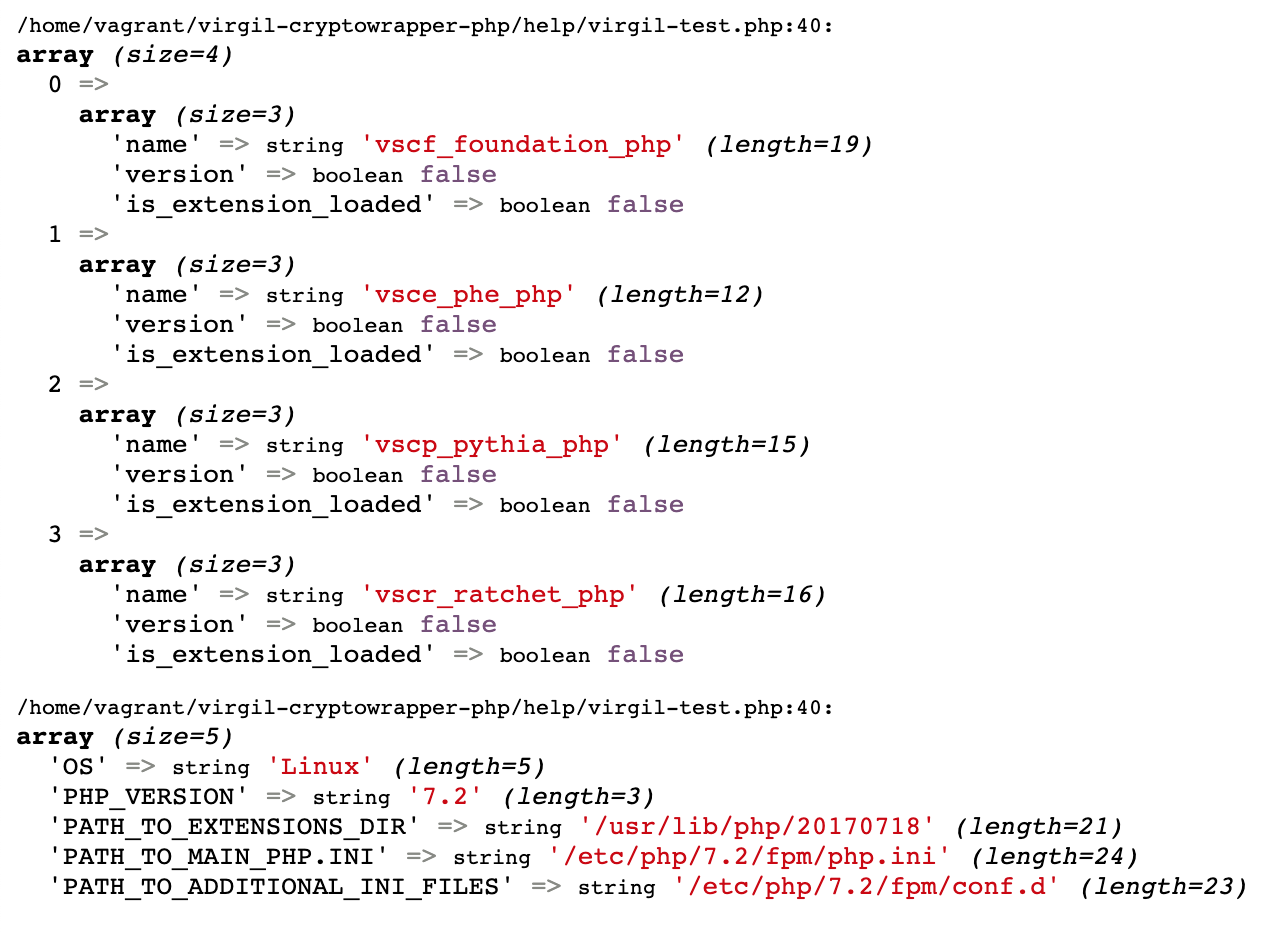 /home/vagrant/virgil-cryptowrapper-php/help/virgil-test.php:40:
array (size=4)
0 =>
array (size=3)
'name' => string 'vscf_foundation_php' (length=19)
'version' => boolean false
'is_extension_loaded' => boolean false
1 =>
array (size=3)
'name' => string 'vsce_phe_php' (length=12)
'version' => boolean false
'is_extension_loaded' => boolean false
2 =>
array (size=3)
'name' => string 'vscp_pythia_php' (length=15)
'version' => boolean false
'is_extension_loaded' => boolean false
3 =>
array (size=3)
'name' => string 'vscr_ratchet_php' (length=16)
'version' => boolean false
'is_extension_loaded' => boolean false
/home/vagrant/virgil-cryptowrapper-php/help/virgil-test.php:40:
array (size=5)
'OS' => string 'Linux' (length=5)
'PHP_VERSION' => string '7.2' (length=3)
'PATH_TO_EXTENSIONS_DIR' => string '/usr/lib/php/20170718' (length=21)
'PATH_TO_MAIN_PHP.INI' => string '/etc/php/7.2/fpm/php.ini' (length=24)
'PATH_TO_ADDITIONAL_INI_FILES' => string '/etc/php/7.2/fpm/conf.d' (length=23)